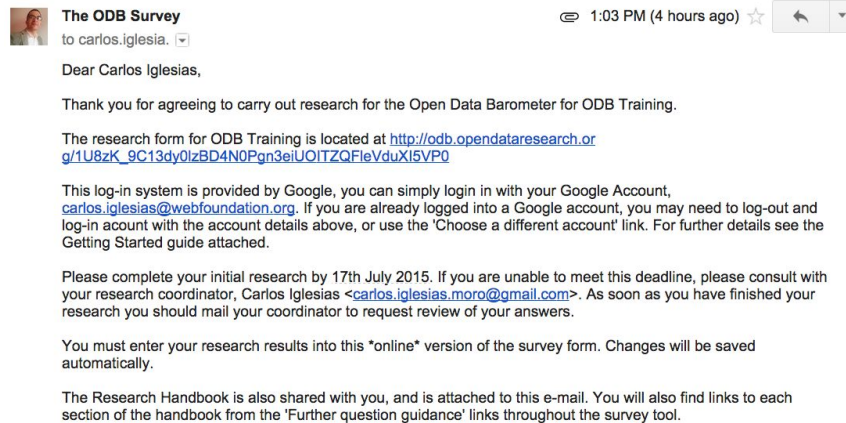 The ODB Survey
1:03 PM (4 hours ago)
to carlos.iglesia.
Dear Carlos Iglesias,
Thank you for agreeing to carry out research for the Open Data Barometer for ODB Training.
The research form for ODB Training is located at http://odb.opendataresearch.or
g/1U8zK_9C13dy0lzBD4N0Pgn3eiUOITZQFleVduXI5VP0
This log-in system is provided by Google, you can simply login in with your Google Account,
carlos.iglesias@webfoundation.org. If you are already logged into a Google account, you may need to log-out and
log-in acount with the account details above, or use the 'Choose a different account' link. For further details see the
Getting Started guide attached.
Please complete your initial research by 17th July 2015. If you are unable to meet this deadline, please consult with
your research coordinator, Carlos Iglesias <carlos.iglesias.moro@gmail.com>. As soon as you have finished your
research you should mail your coordinator to request review of your answers.
You must enter your research results into this *online* version of the survey form. Changes will be saved
automatically.
The Research Handbook is also shared with you, and is attached to this e-mail. You will also find links to each
section of the handbook from the 'Further question guidance' links throughout the survey tool.